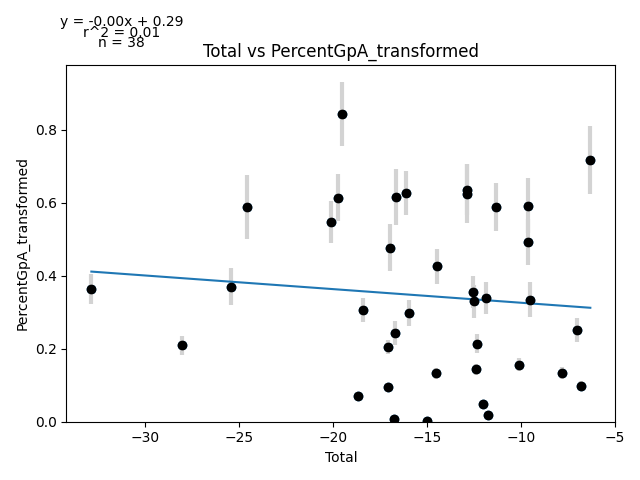 y = -0.00x + 0.29
r^2 = 0.01
n = 38
Total vs PercentGpA_transformed
PercentGpA_transformed
0.8
0.6
0.4
0.2
0.0
−30
−25
−20
−15
−10
−5
Total